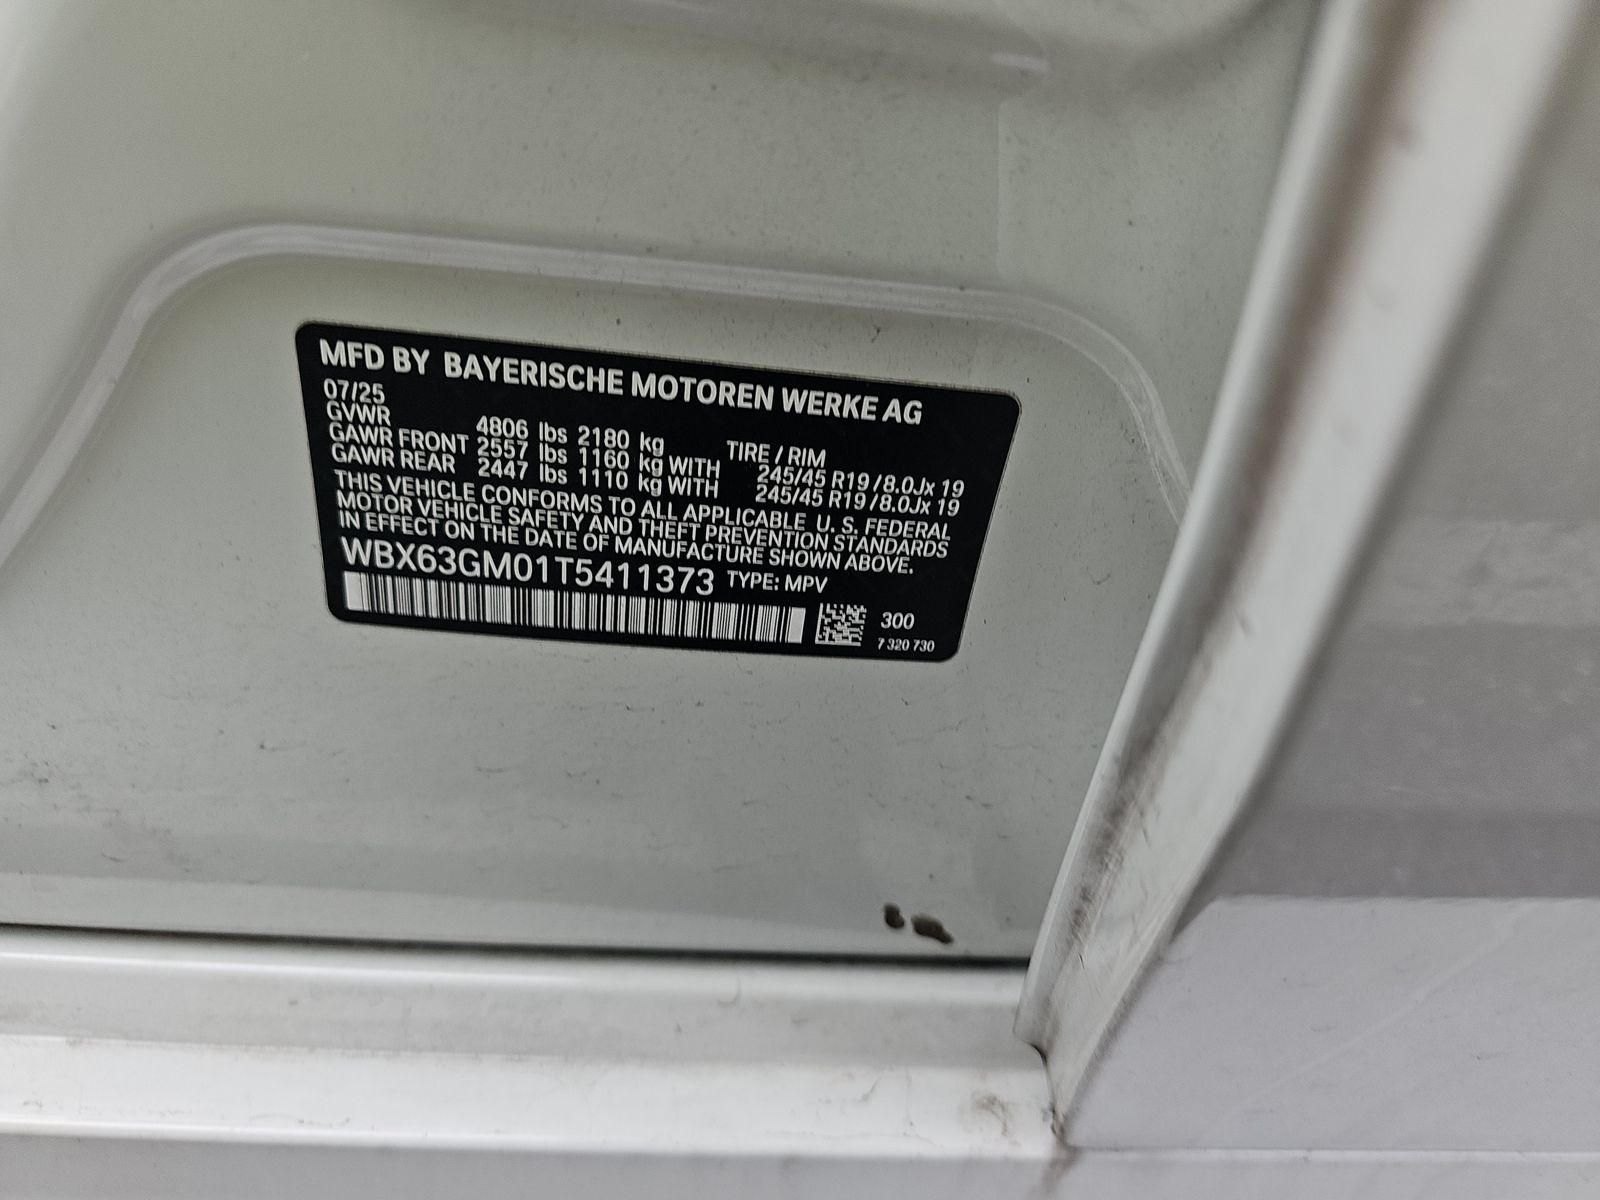 MFD BY BAYERISCHE MOTOREN WERKE AG
07/25
GVWR 4806 lbs 2180 kg TIRE / RIM
GAWR FRONT 2557 lbs 1160 kg WITH 245/45 R19 /8.0Jx 19
GAWR REAR 2447 lbs 1110 kg WITH 245/45 R19 /8.0Jx 19
THIS VEHICLE CONFORMS TO ALL APPLICABLE U. S. FEDERAL
MOTOR VEHICLE SAFETY AND THEFT PREVENTION STANDARDS
IN EFFECT ON THE DATE OF MANUFACTURE SHOWN ABOVE.
WBX63GM01T5411373 TYPE: MPV
300
7 320 730